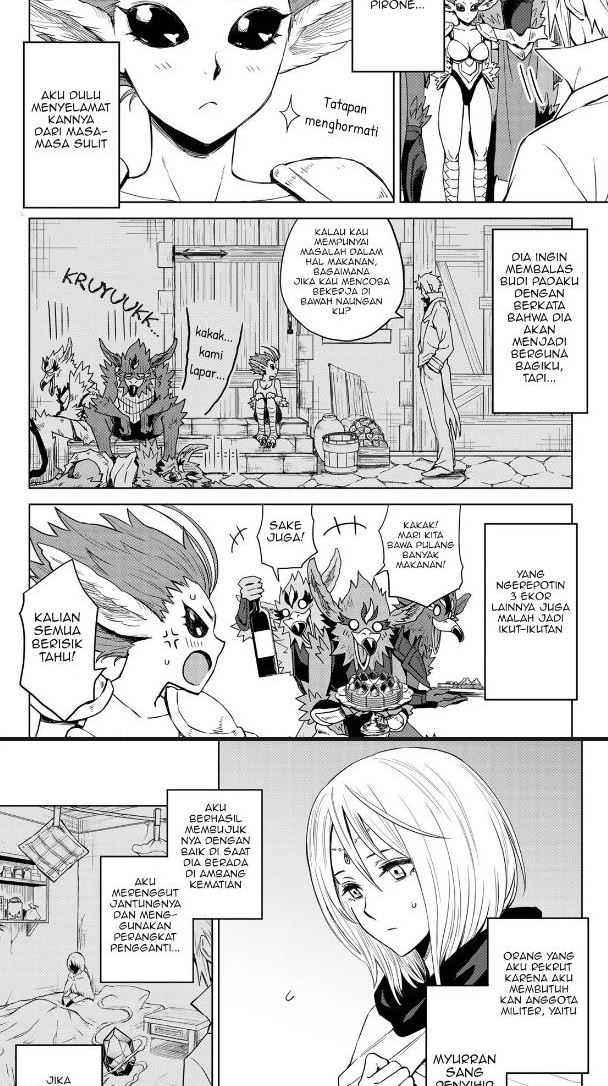 PIRONE...
AKU DULU
MENYELAMAT
KANNYA
DARI MASA-
MASA SULIT
Tatapan
menghormati
DIA INGIN
MEMBALAS
BUDI PADAKU
DENGAN
BERKATA
BAHWA DIA
AKAN
MENJADI
BERGUNA
BAGIKU,
TAPI...
KALAU KAU
MEMPUNYAI
MASALAH DALAM
HAL MAKANAN,
BAGAIMANA
JIKA KAU MENCOBA
BEKERJA DI
BAWAH NAUNGAN
KU?
KRUYUUKK...
kakak...
kami
lapar...
YANG
NGEREPOTIN
3 EKOR
LAINNYA JUGA
MALAH JADI
IKUT-IKUTAN
KAKAK!
MARI KITA
BAWA PULANG
BANYAK
MAKANAN!
SAKE
JUGA!
KALIAN
SEMUA
BERISIK
TAHU!
ORANG YANG
AKU REKRUT
KARENA AKU
MEMBUTUH
KAN ANGGOTA
MILITER, YAITU
MYURRAN
SANG
PENYIHIR
AKU
BERHASIL
MEMBUJUK
NYA DENGAN
BAIK DI SAAT
DIA BERADA
DI AMBANG
KEMATIAN
AKU
MERENGGUT
JANTUNGNYA
DAN MENG-
GUNAKAN
PERANGKAT
PENGGANTI...
JIKA